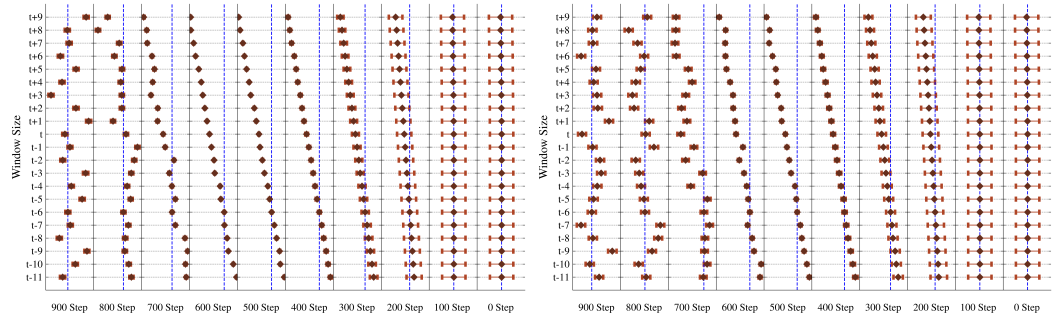 t+9
t+8
t+7
t+6
t+5
t+4
t+3
t+2
t+1
t
t-1
t-2
t-3
t-4
t-5
t-6
t-7
t-8
t-9
t-10
t-11
Window Size
900 Step 800 Step 700 Step 600 Step 500 Step 400 Step 300 Step 200 Step 100 Step 0 Step
t+9
t+8
t+7
t+6
t+5
t+4
t+3
t+2
t+1
t
t-1
t-2
t-3
t-4
t-5
t-6
t-7
t-8
t-9
t-10
t-11
Window Size
900 Step 800 Step 700 Step 600 Step 500 Step 400 Step 300 Step 200 Step 100 Step 0 Step